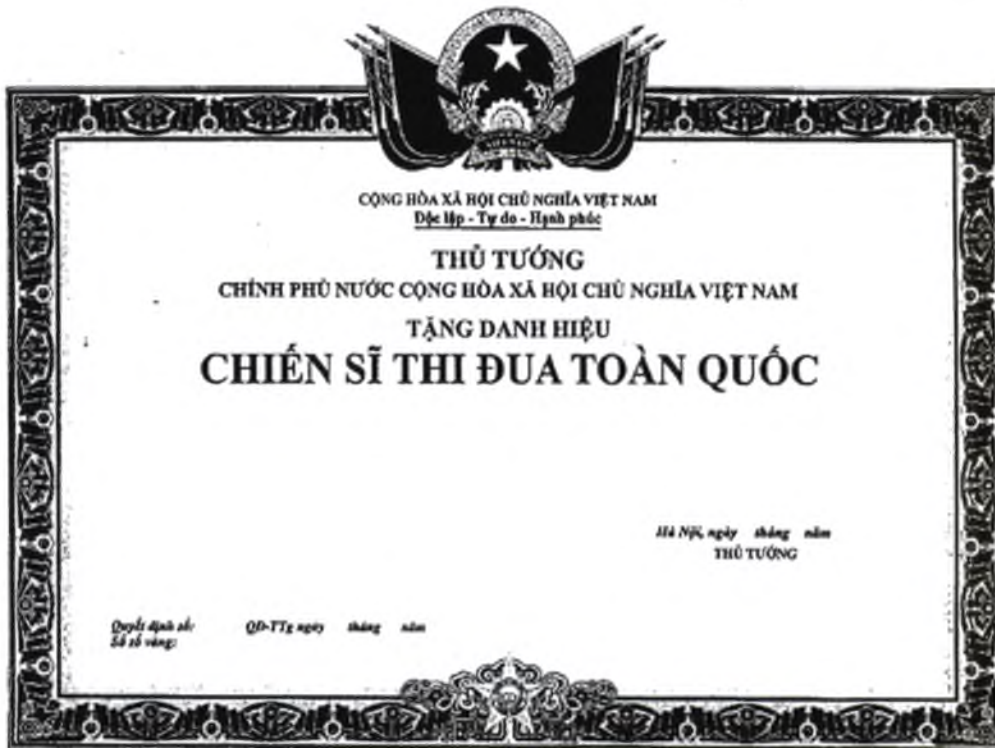 VIỆT NAM
CỘNG HÒA XÃ HỘI CHỦ NGHĨA VIỆT NAM
Độc lập - Tự do - Hạnh phúc
THỦ TƯỚNG
CHÍNH PHỦ NƯỚC CỘNG HÒA XÃ HỘI CHỦ NGHĨA VIỆT NAM
TẶNG DANH HIỆU
CHIẾN SĨ THI ĐUA TOÀN QUỐC
Hà Nội, ngày tháng năm
THỦ TƯỚNG
Quyết định số: QĐ-TTg ngày tháng năm
Số sổ vàng: